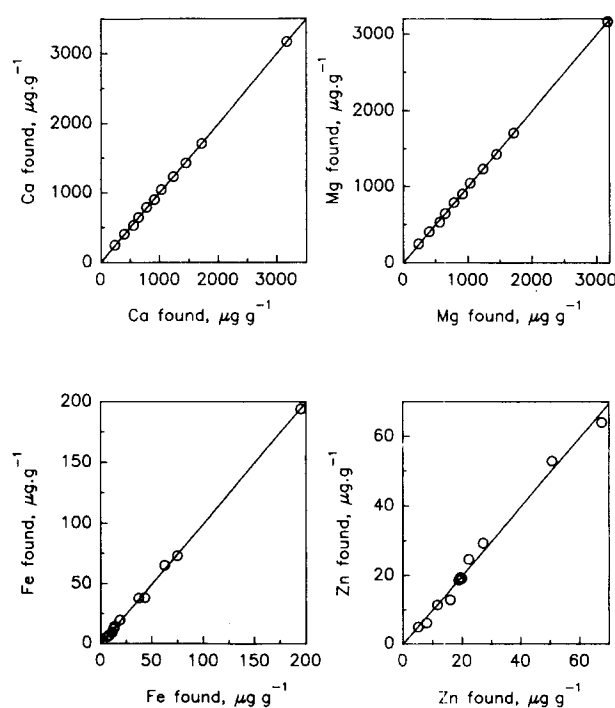 3000
2000
1000
0
Ca found, μg.g⁻¹
0 1000 2000 3000
Ca found, μg g⁻¹
3000
2000
1000
0
Mg found, μg.g⁻¹
0 1000 2000 3000
Mg found, μg g⁻¹
200
150
100
50
0
Fe found, μg.g⁻¹
0 50 100 150 200
Fe found, μg g⁻¹
60
40
20
0
Zn found, μg.g⁻¹
0 20 40 60
Zn found, μg g⁻¹